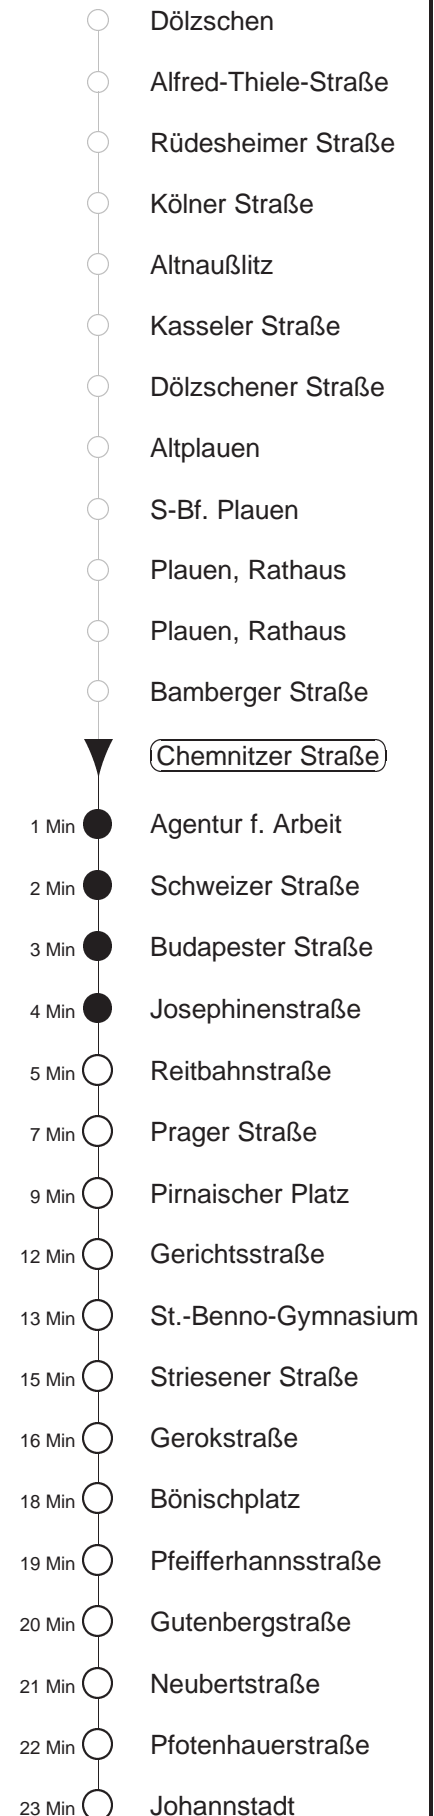 Dölzschen
Alfred-Thiele-Straße
Rüdesheimer Straße
Kölner Straße
Altnaußlitz
Kasseler Straße
Dölzschener Straße
Altplauen
S-Bf. Plauen
Plauen, Rathaus
Plauen, Rathaus
Bamberger Straße
Chemnitzer Straße
1 Min Agentur f. Arbeit
2 Min Schweizer Straße
3 Min Budapester Straße
4 Min Josephinenstraße
5 Min Reitbahnstraße
7 Min Prager Straße
9 Min Pirnaischer Platz
12 Min Gerichtsstraße
13 Min St.-Benno-Gymnasium
15 Min Striesener Straße
16 Min Gerokstraße
18 Min Bönischplatz
19 Min Pfeifferhannsstraße
20 Min Gutenbergstraße
21 Min Neubertstraße
22 Min Pfotenhauerstraße
23 Min Johannstadt